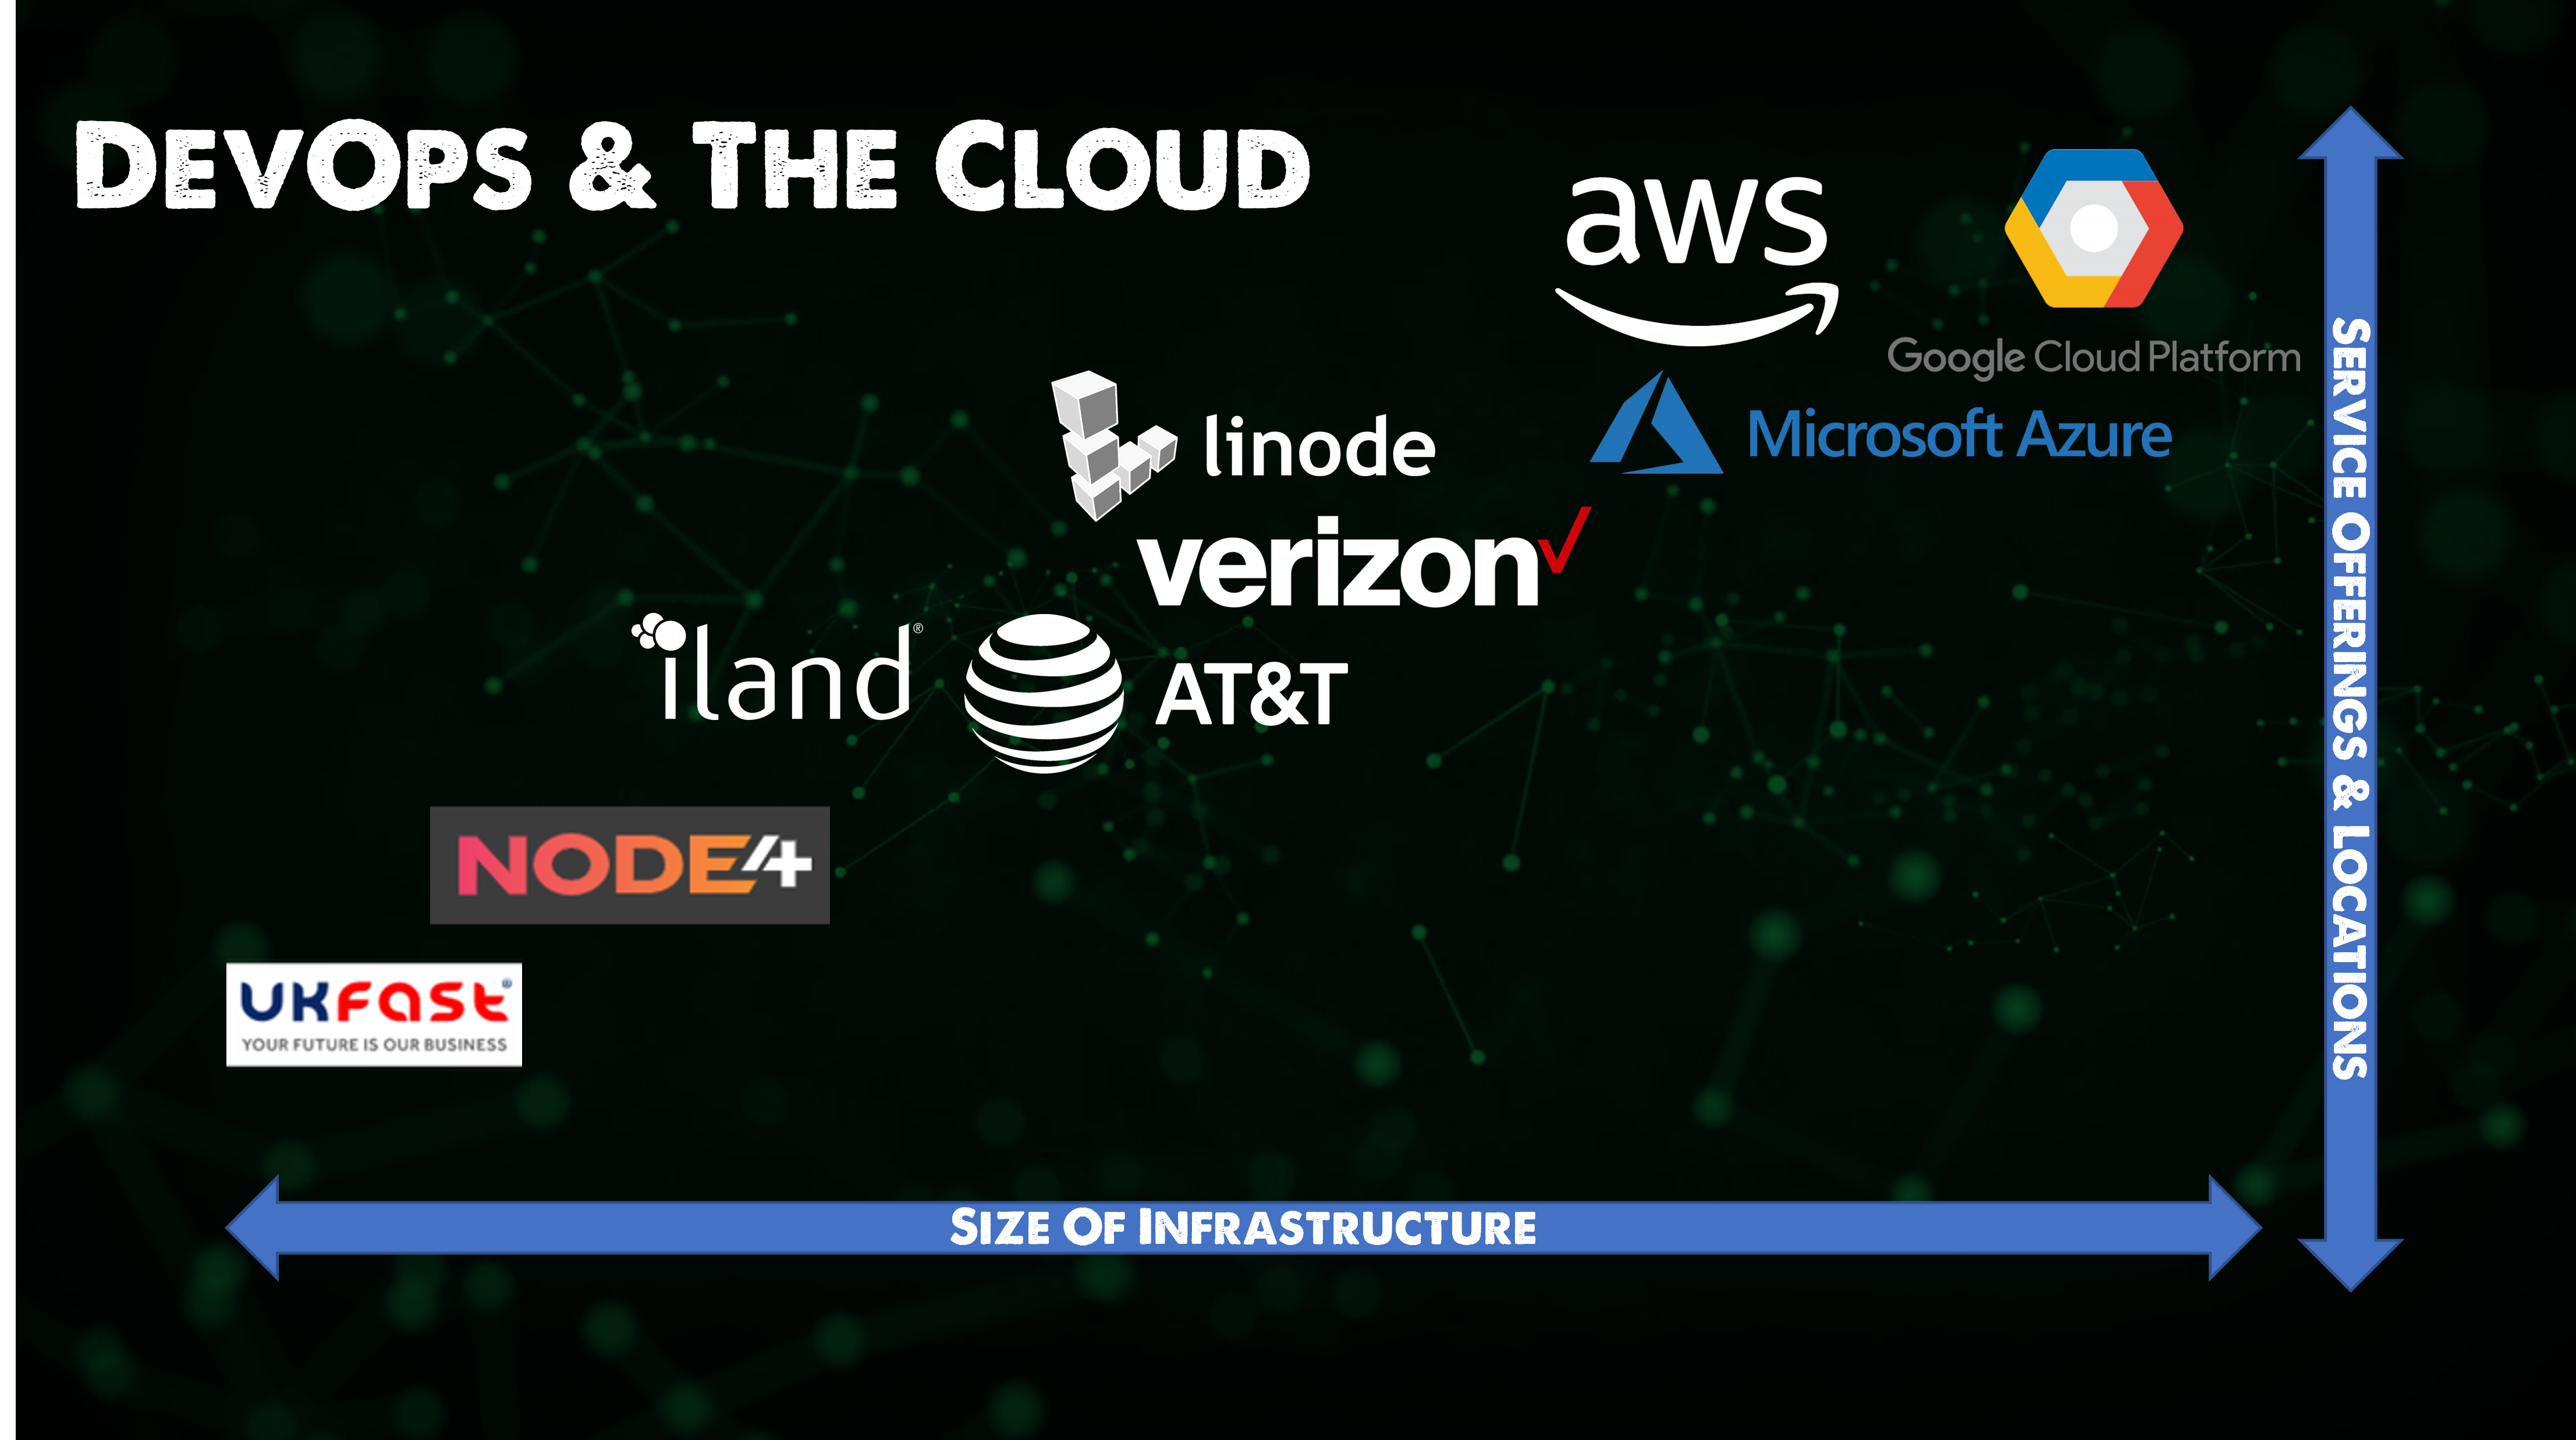 DEVOPS & THE CLOUD
aws
Google Cloud Platform
Microsoft Azure
linode
verizon
iland®
AT&T
NODE4
UKFAST®
YOUR FUTURE IS OUR BUSINESS
SERVICE OFFERINGS & LOCATIONS
SIZE OF INFRASTRUCTURE